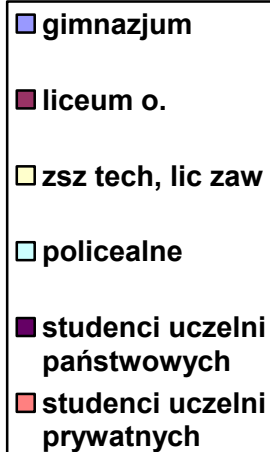 gimnazjum
liceum o.
zsz tech, lic zaw
policealne
studenci uczelni
państwowych
studenci uczelni
prywatnych